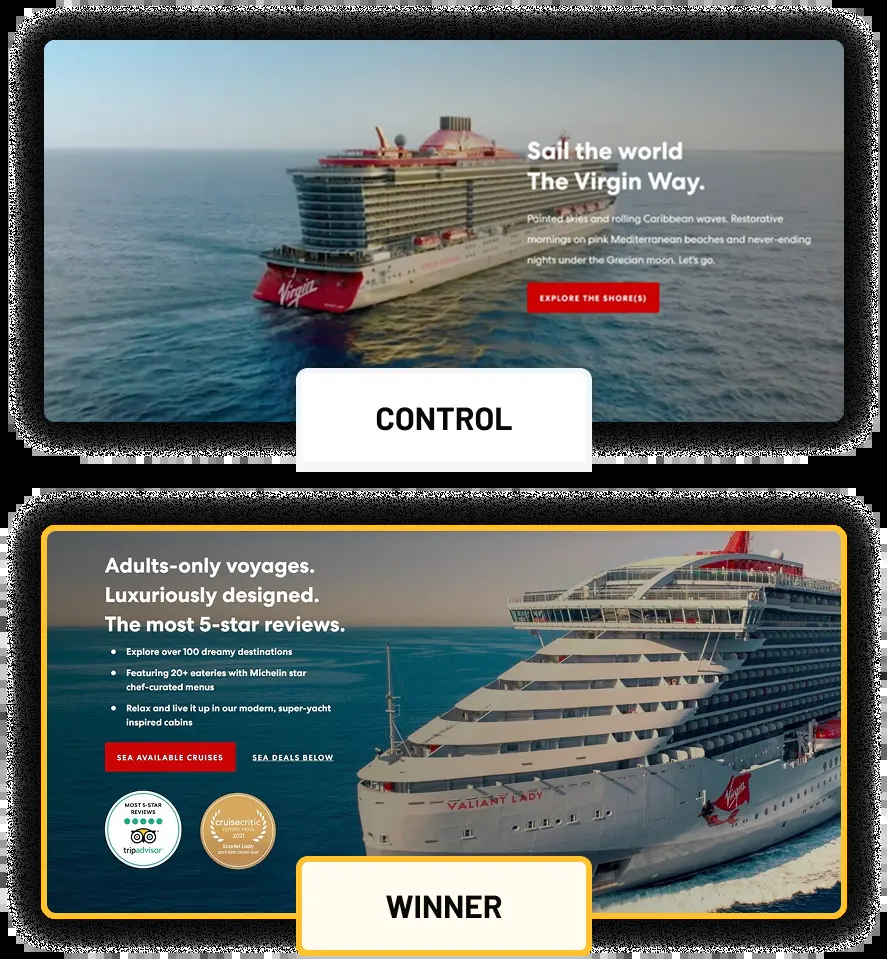 Sail the world
The Virgin Way.
Painted skies and rolling Caribbean waves. Restorative
mornings on pink Mediterranean beaches and never-ending
nights under the Grecian moon. Let's go.
EXPLORE THE SHORE(S)
Virgin
CONTROL
Adults-only voyages.
Luxuriously designed.
The most 5-star reviews.
• Explore over 100 dreamy destinations
• Featuring 20+ eateries with Michelin star
chef-curated menus
• Relax and live it up in our modern, super-yacht
inspired cabins
SEA AVAILABLE CRUISES
SEA DEALS BELOW
VALIANT LADY
Virgin
MOST 5-STAR
REVIEWS
tripadvisor
cruisecritic
EDITORS' PICKS
2021
Scarlet Lady
BEST NEW CRUISE SHIP
WINNER